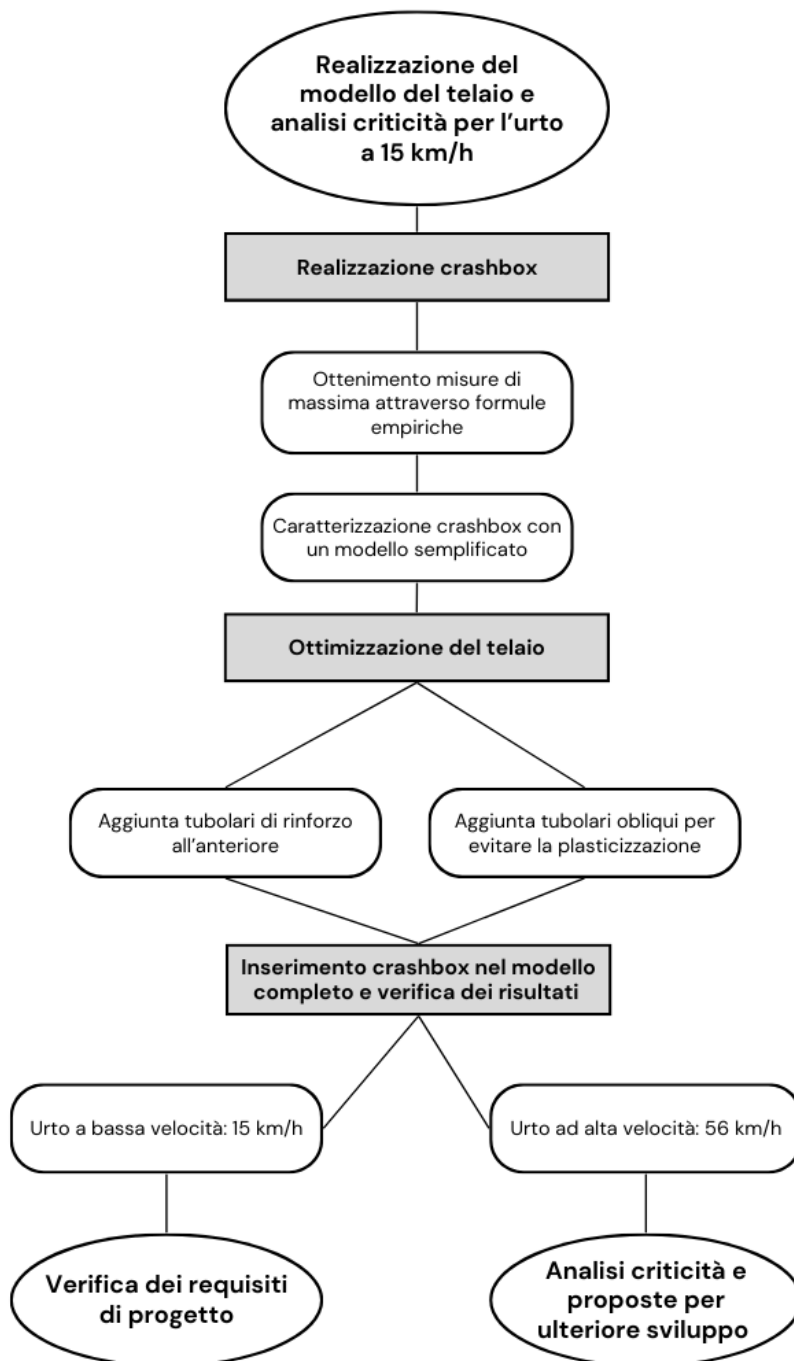 Realizzazione del
modello del telaio e
analisi criticità per l'urto
a 15 km/h
Realizzazione crashbox
Ottenimento misure di
massima attraverso formule
empiriche
Caratterizzazione crashbox con
un modello semplificato
Ottimizzazione del telaio
Aggiunta tubolari di rinforzo
all'anteriore
Aggiunta tubolari obliqui per
evitare la plasticizzazione
Inserimento crashbox nel modello
completo e verifica dei risultati
Urto a bassa velocità: 15 km/h
Urto ad alta velocità: 56 km/h
Verifica dei requisiti
di progetto
Analisi criticità e
proposte per
ulteriore sviluppo